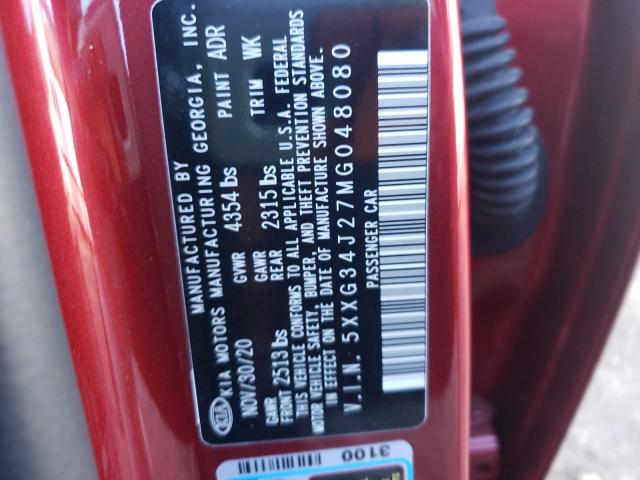 MANUFACTURED BY
KIA KIA MOTORS MANUFACTURING GEORGIA, INC.
NOV/30/20 GVWR 4354 lbs PAINT ADR
GAWR FRONT 2513 lbs GAWR REAR 2315 lbs TRIM WK
THIS VEHICLE CONFORMS TO ALL APPLICABLE U.S.A. FEDERAL
MOTOR VEHICLE SAFETY, BUMPER, AND THEFT PREVENTION STANDARDS
IN EFFECT ON THE DATE OF MANUFACTURE SHOWN ABOVE.
V.I.N. 5XXG34J27MG048080
PASSENGER CAR
3100